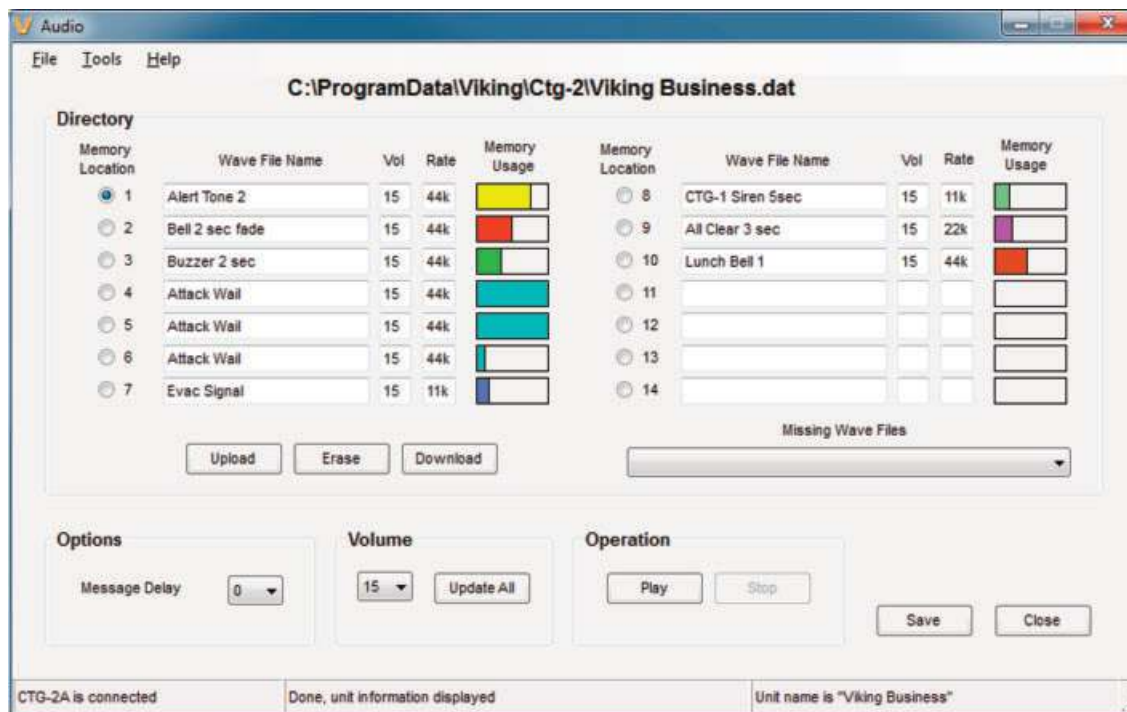 Audio
File Tools Help
C:\ProgramData\Viking\Ctg-2\Viking Business.dat
Directory
Memory Location Wave File Name Vol Rate Memory Usage Memory Location Wave File Name Vol Rate Memory Usage
1 Alert Tone 2 15 44k 8 CTG-1 Siren 5sec 15 11k
2 Bell 2 sec fade 15 44k 9 All Clear 3 sec 15 22k
3 Buzzer 2 sec 15 44k 10 Lunch Bell 1 15 44k
4 Attack Wail 15 44k 11
5 Attack Wail 15 44k 12
6 Attack Wail 15 44k 13
7 Evac Signal 15 11k 14
Missing Wave Files
Upload Erase Download
Options Volume Operation
Message Delay 0 15 Update All Play Stop
Save Close
CTG-2A is connected Done, unit information displayed Unit name is "Viking Business"